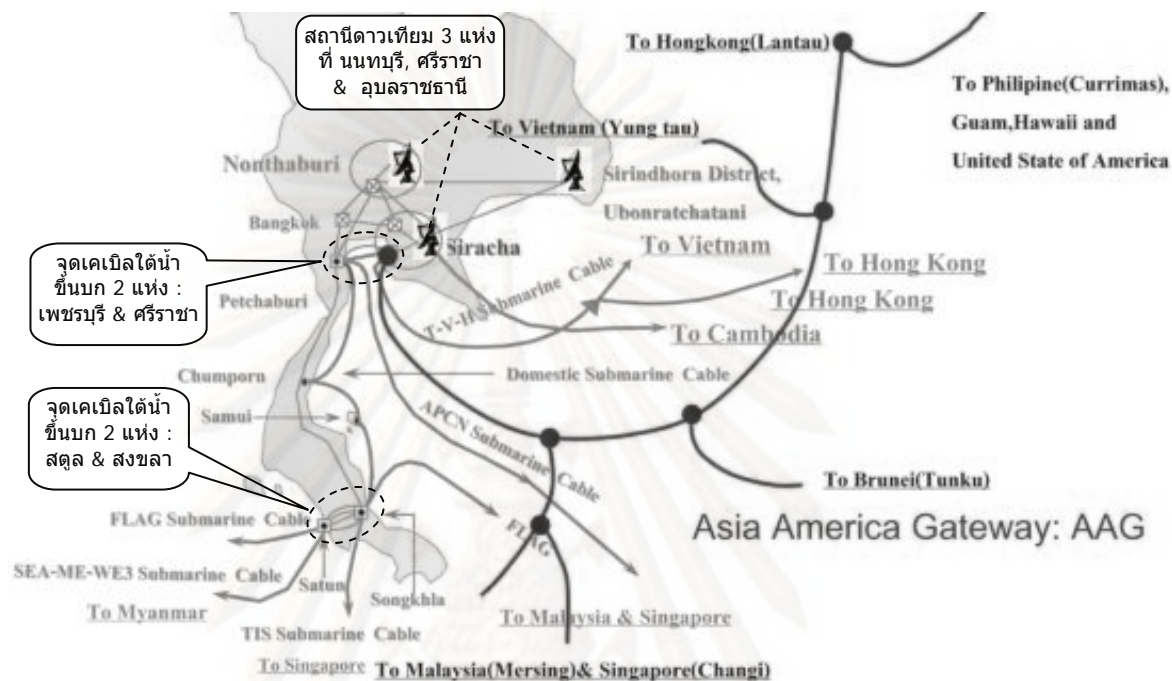 สถานีดาวเทียม 3 แห่ง
ที่ นนทบุรี, ศรีราชา
& อุบลราชธานี
To Hongkong(Lantau)
To Philipine(Currimas),
Guam,Hawaii and
United State of America
To Vietnam (Yung tau)
Nonthaburi
Sirindhorn District,
Ubonratchatani
Bangkok
Siracha
To Vietnam
To Hong Kong
To Hong Kong
จุดเคเบิลใต้น้ำ
ขึ้นบก 2 แห่ง :
เพชรบุรี & ศรีราชา
Petchaburi
T-V-H Submarine Cable
To Cambodia
Chumporn
Domestic Submarine Cable
จุดเคเบิลใต้น้ำ
ขึ้นบก 2 แห่ง :
สตูล & สงขลา
Samui
APCN Submarine Cable
To Brunei(Tunku)
FLAG Submarine Cable
FLAG
Asia America Gateway: AAG
SEA-ME-WE3 Submarine Cable
Satun
Songkhla
To Myanmar
To Malaysia & Singapore
TIS Submarine Cable
To Singapore
To Malaysia(Mersing)& Singapore(Changi)